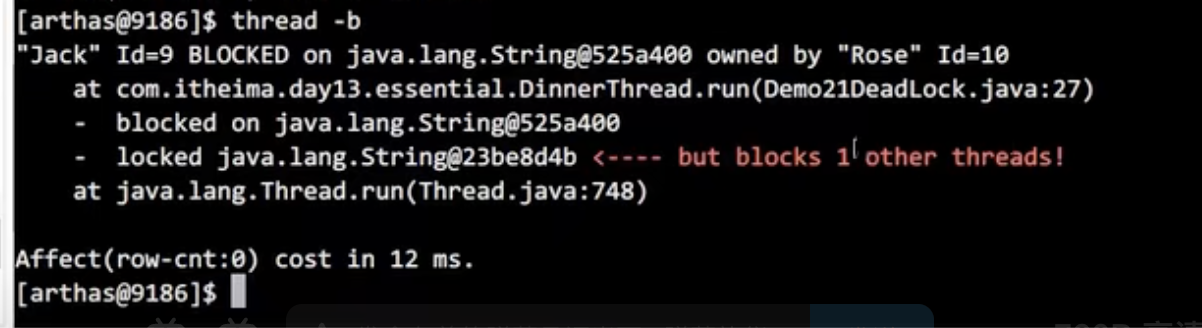 [arthas@9186]$ thread -b
"Jack" Id=9 BLOCKED on java.lang.String@525a400 owned by "Rose" Id=10
    at com.itheima.day13.essential.DinnerThread.run(Demo21DeadLock.java:27)
    -  blocked on java.lang.String@525a400
    -  locked java.lang.String@23be8d4b <---- but blocks 1 other threads!
    at java.lang.Thread.run(Thread.java:748)
Affect(row-cnt:0) cost in 12 ms.
[arthas@9186]$